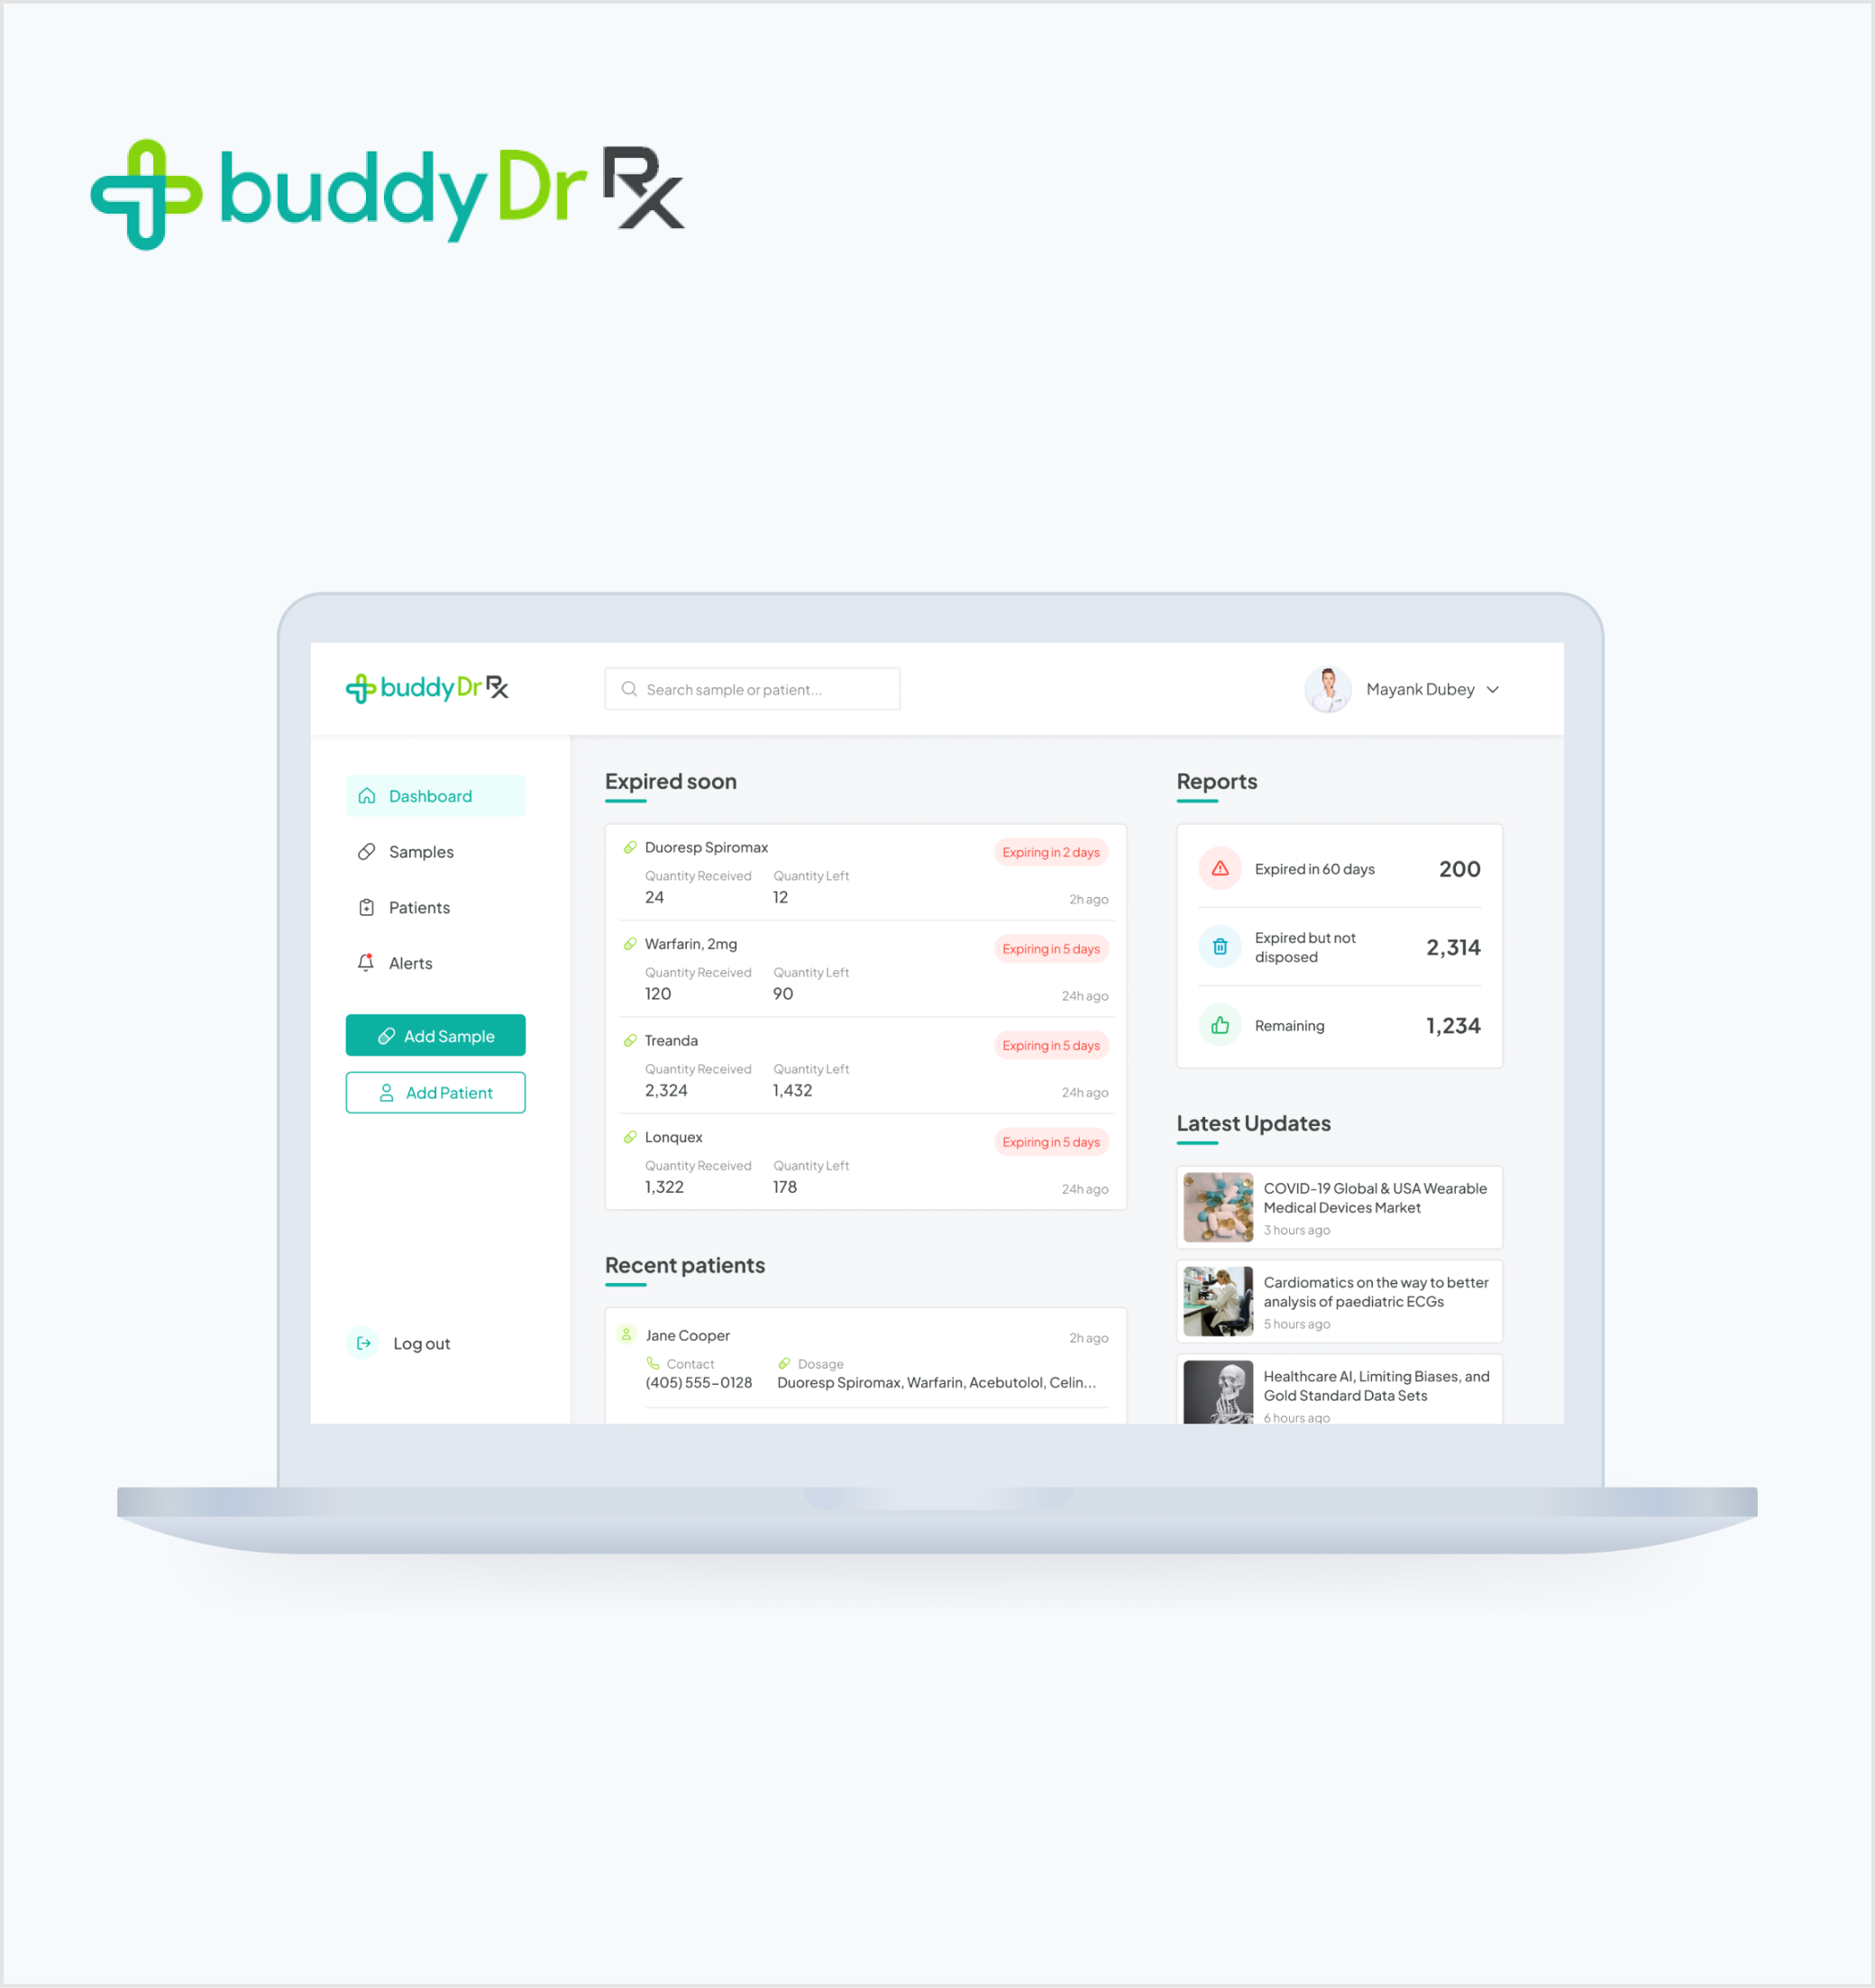 buddyDr Rx
buddyDr Rx
Search sample or patient...
Mayank Dubey
Dashboard
Samples
Patients
Alerts
Add Sample
Add Patient
Log out
Expired soon
Duoresp Spiromax
Expiring in 2 days
Quantity Received Quantity Left
24 12
2h ago
Warfarin, 2mg
Expiring in 5 days
Quantity Received Quantity Left
120 90
24h ago
Treanda
Expiring in 5 days
Quantity Received Quantity Left
2,324 1,432
24h ago
Lonquex
Expiring in 5 days
Quantity Received Quantity Left
1,322 178
24h ago
Recent patients
Jane Cooper
2h ago
Contact Dosage
(405) 555-0128 Duoresp Spiromax, Warfarin, Acebutolol, Celin...
Reports
Expired in 60 days 200
Expired but not
disposed
2,314
Remaining 1,234
Latest Updates
COVID-19 Global & USA Wearable
Medical Devices Market
3 hours ago
Cardiomatics on the way to better
analysis of paediatric ECGs
5 hours ago
Healthcare AI, Limiting Biases, and
Gold Standard Data Sets
6 hours ago